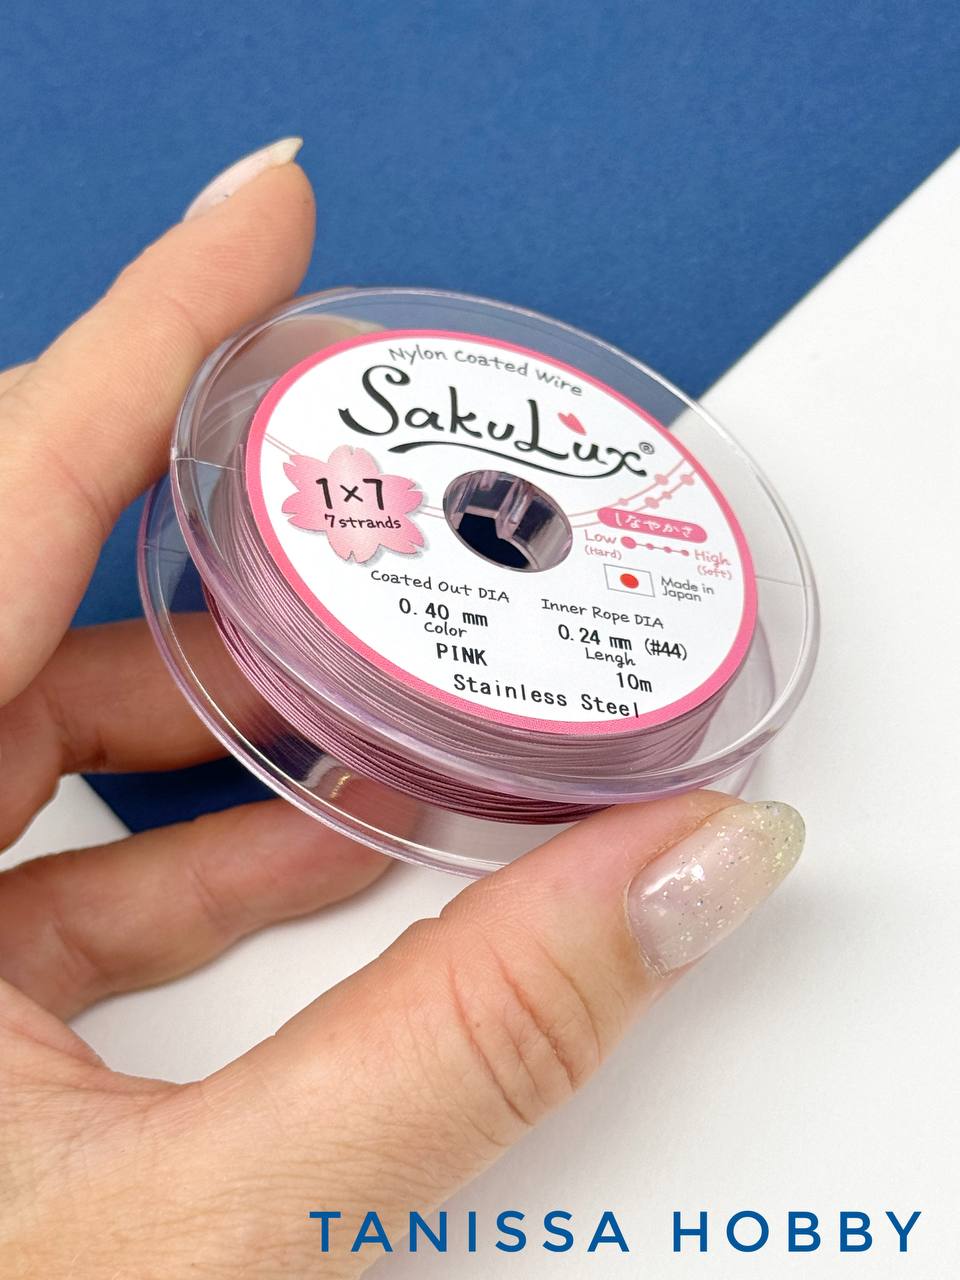 Nylon Coated Wire
SakuLux®
1×7
7 strands
しなやかさ
Low High
(Hard) (Soft)
Made in
Japan
Coated Out DIA
0.40 mm
Color
PINK
Inner Rope DIA
0.24 mm (#44)
Lengh
10m
Stainless Steel
TANISSA HOBBY